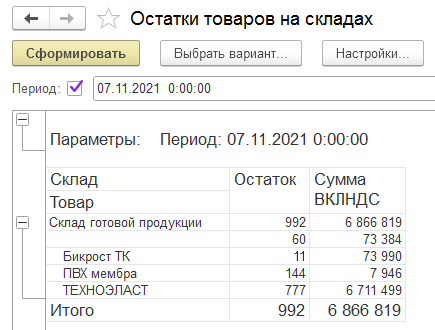 Остатки товаров на складах
Сформировать Выбрать вариант... Настройки...
Период: 07.11.2021 0:00:00
Параметры: Период: 07.11.2021 0:00:00
Склад Остаток Сумма ВКЛНДС
Товар
Склад готовой продукции 992 6 866 819
60 73 384
Бикрост ТК 11 73 990
ПВХ мембра 144 7 946
ТЕХНОЭЛАСТ 777 6 711 499
Итого 992 6 866 819